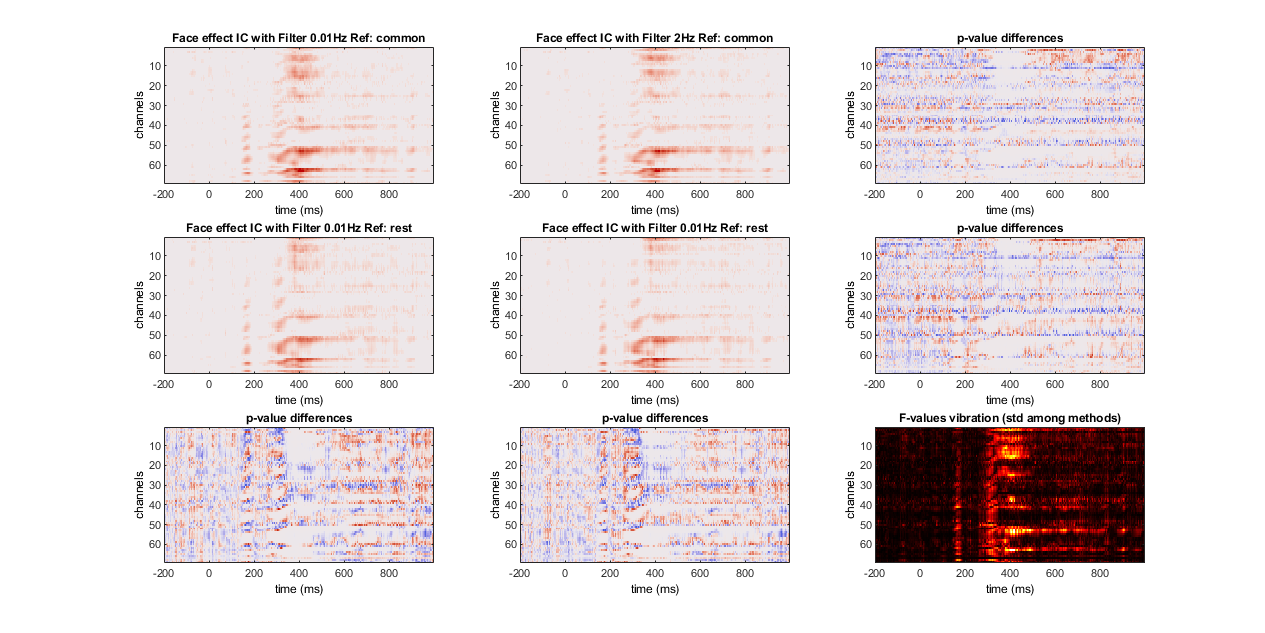 Face effect IC with Filter 0.01Hz Ref: common
channels
10
20
30
40
50
60
-200 0 200 400 600 800
time (ms)
Face effect IC with Filter 2Hz Ref: common
channels
10
20
30
40
50
60
-200 0 200 400 600 800
time (ms)
p-value differences
channels
10
20
30
40
50
60
-200 0 200 400 600 800
time (ms)
Face effect IC with Filter 0.01Hz Ref: rest
channels
10
20
30
40
50
60
-200 0 200 400 600 800
time (ms)
Face effect IC with Filter 0.01Hz Ref: rest
channels
10
20
30
40
50
60
-200 0 200 400 600 800
time (ms)
p-value differences
channels
10
20
30
40
50
60
-200 0 200 400 600 800
time (ms)
p-value differences
channels
10
20
30
40
50
60
-200 0 200 400 600 800
time (ms)
p-value differences
channels
10
20
30
40
50
60
-200 0 200 400 600 800
time (ms)
F-values vibration (std among methods)
channels
10
20
30
40
50
60
-200 0 200 400 600 800
time (ms)